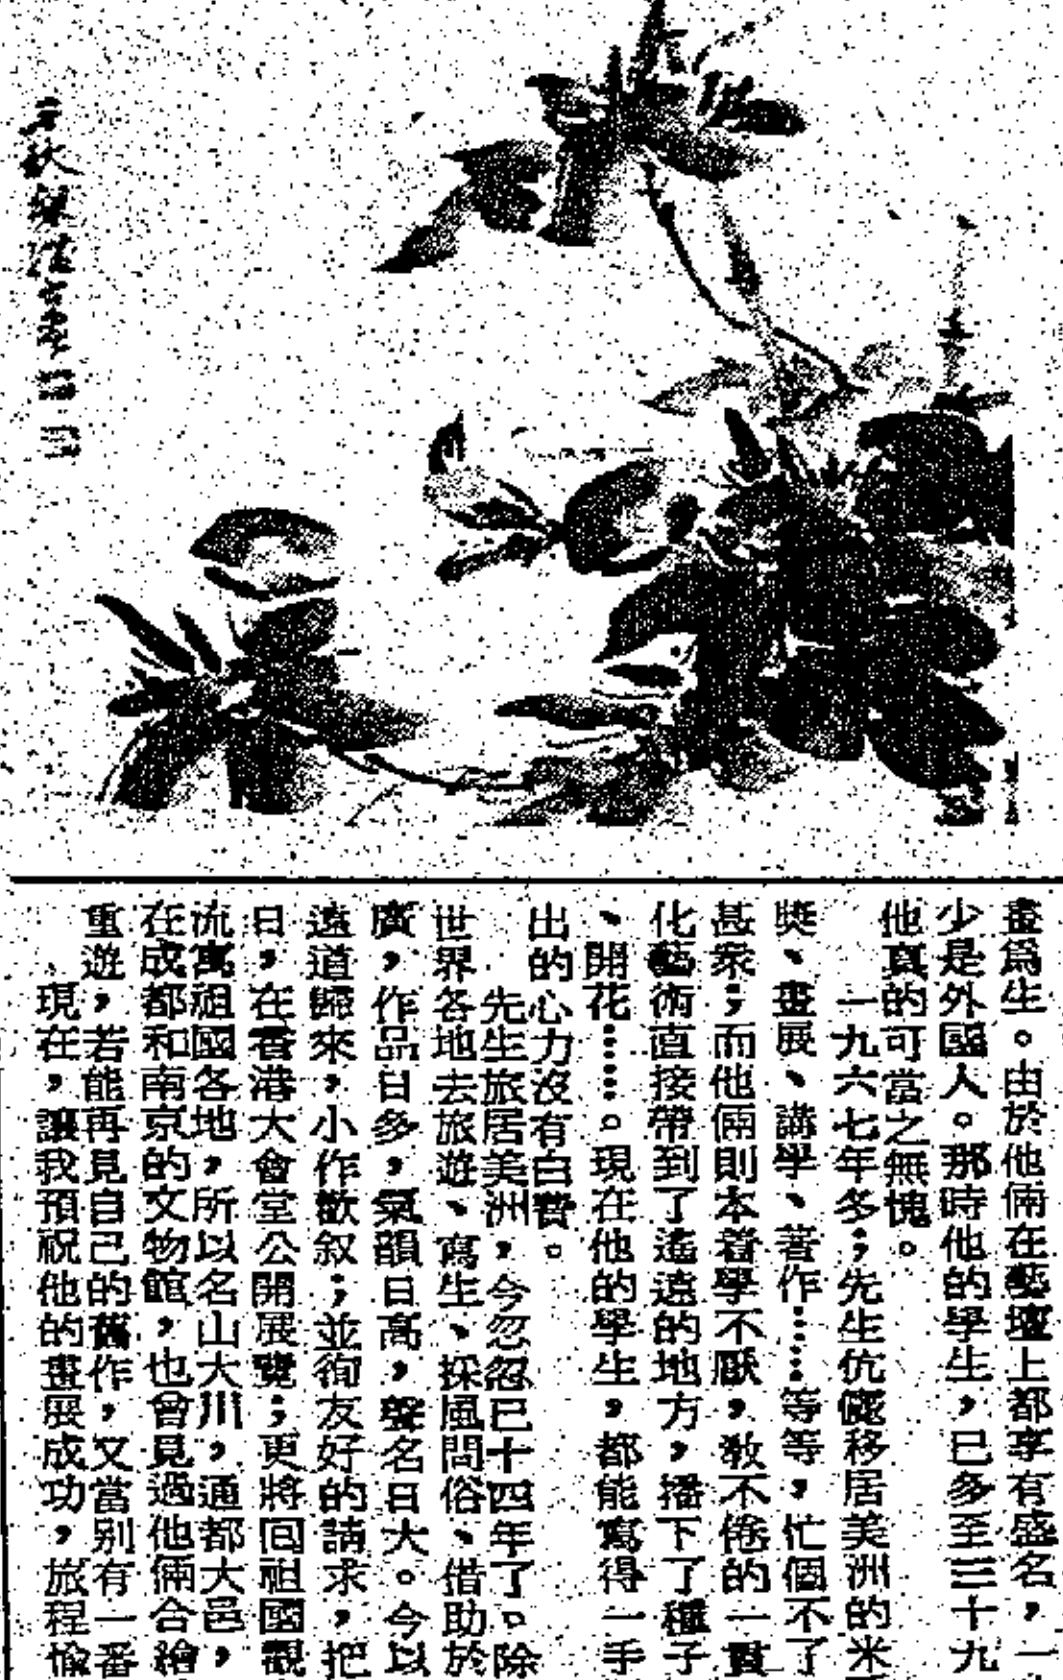 盡爲生。由於他倆在藝壇上都享有盛名，一
少是外國人。那時他的學生，已多至三十九
他真的可當之無愧。
一九六七年多；先生伉儷移居美洲的米
獎、畫展、講學、著作……等等，忙個不了
甚衆；而他倆則本着學不厭，教不倦的一貫
化藝術直接帶到了遙遠的地方，播下了種子
、開花……。現在他的學生，都能寫得一手
出的心力沒有白費。
先生旅居美洲，今忽忽已十四年了。除
世界各地去旅遊、寫生、採風問俗、借助於
廣，作品日多，氣韻日高，聲名日大。今以
遠道歸來，小作歡叙；並徇友好的請求，把
日，在香港大會堂公開展覽；更將囘祖國觀
流寓祖國各地，所以名山大川，通都大邑，
在成都和南京的文物館，也曾見過他倆合繪
重遊，若能再見自己的舊作，又當别有一番
現在，讓我預祝他的畫展成功，旅程愉